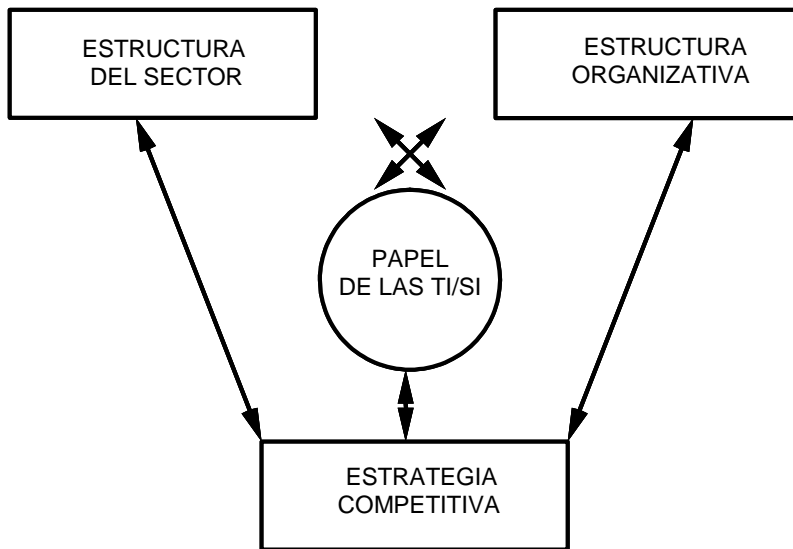 ESTRUCTURA
DEL SECTOR
ESTRUCTURA
ORGANIZATIVA
PAPEL
DE LAS TI/SI
ESTRATEGIA
COMPETITIVA